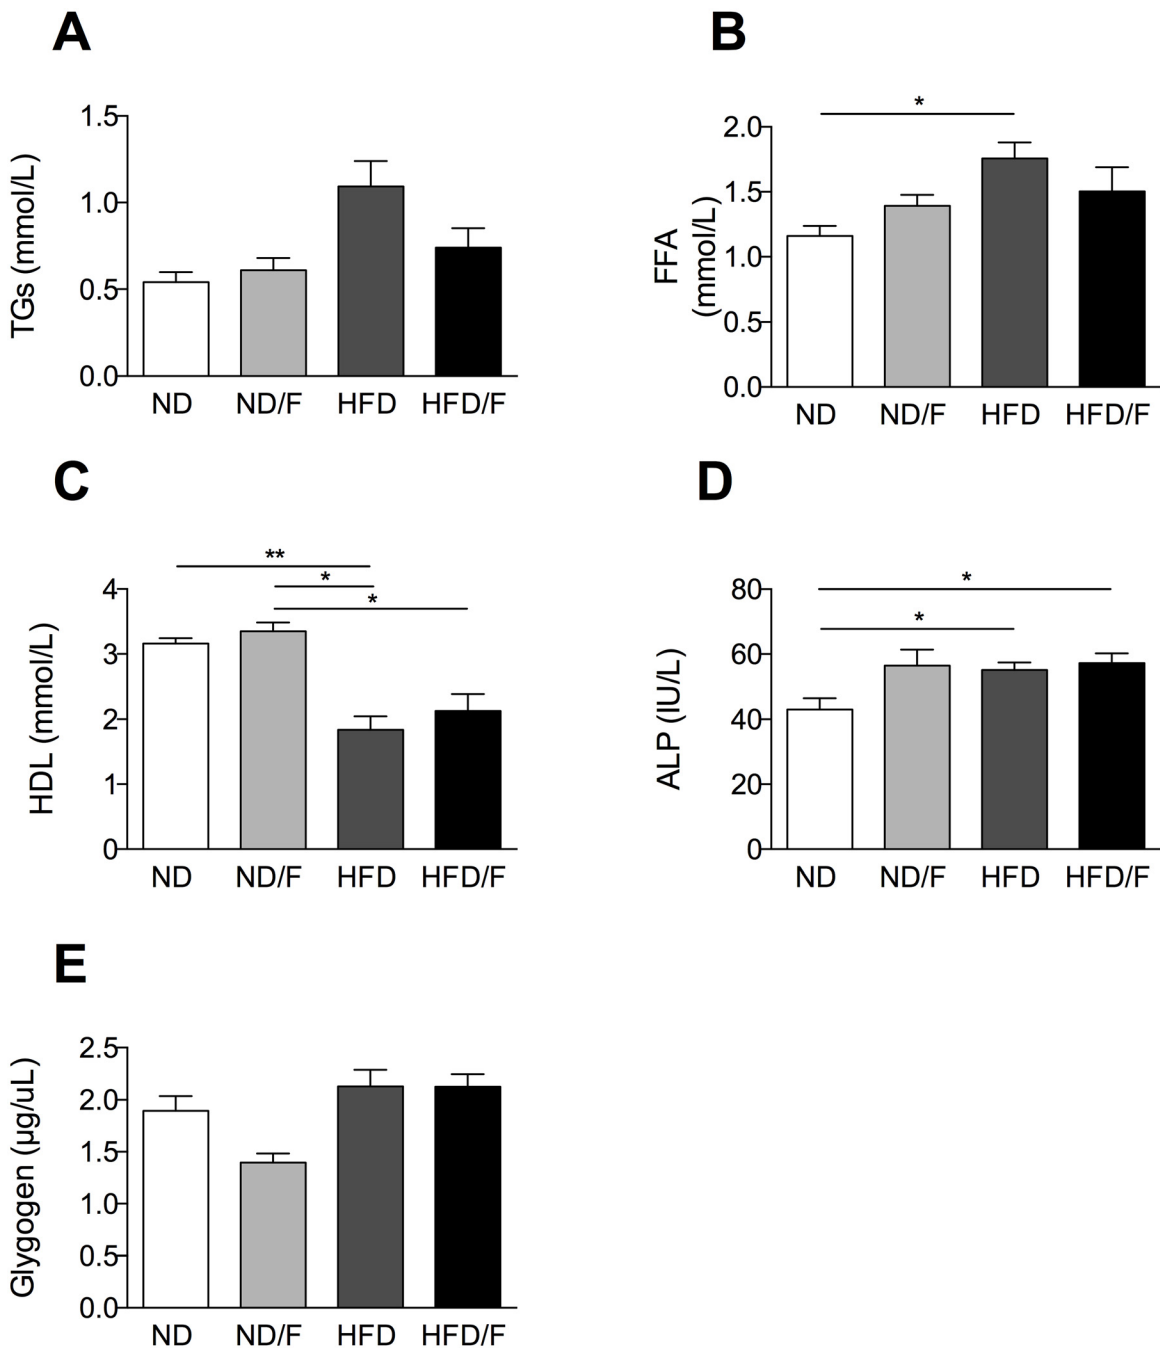 A
TGs (mmol/L)
1.5
1.0
0.5
0.0
ND ND/F HFD HFD/F
B
FFA
(mmol/L)
*
2.0
1.5
1.0
0.5
0.0
ND ND/F HFD HFD/F
C
HDL (mmol/L)
**
*
*
4
3
2
1
0
ND ND/F HFD HFD/F
D
ALP (IU/L)
*
*
80
60
40
20
0
ND ND/F HFD HFD/F
E
Glygogen (µg/uL)
2.5
2.0
1.5
1.0
0.5
0.0
ND ND/F HFD HFD/F